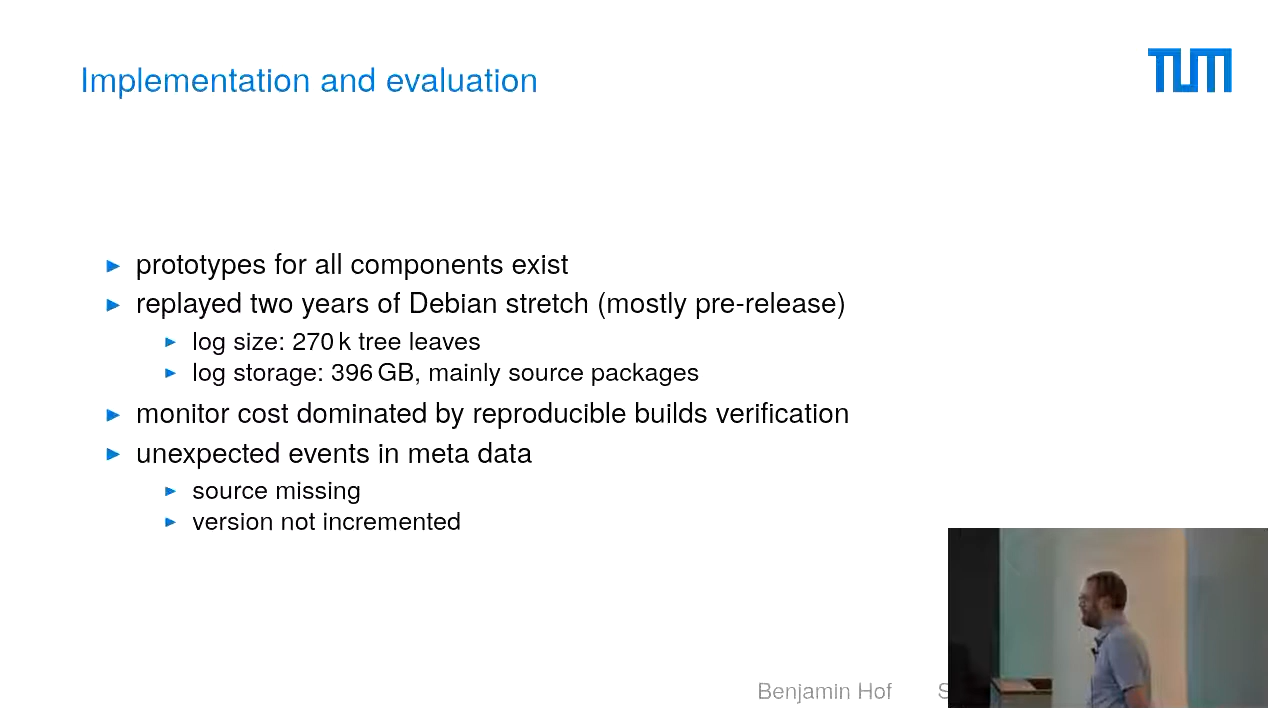 Implementation and evaluation
TUM
prototypes for all components exist
replayed two years of Debian stretch (mostly pre-release)
log size: 270 k tree leaves
log storage: 396 GB, mainly source packages
monitor cost dominated by reproducible builds verification
unexpected events in meta data
source missing
version not incremented
Benjamin Hof